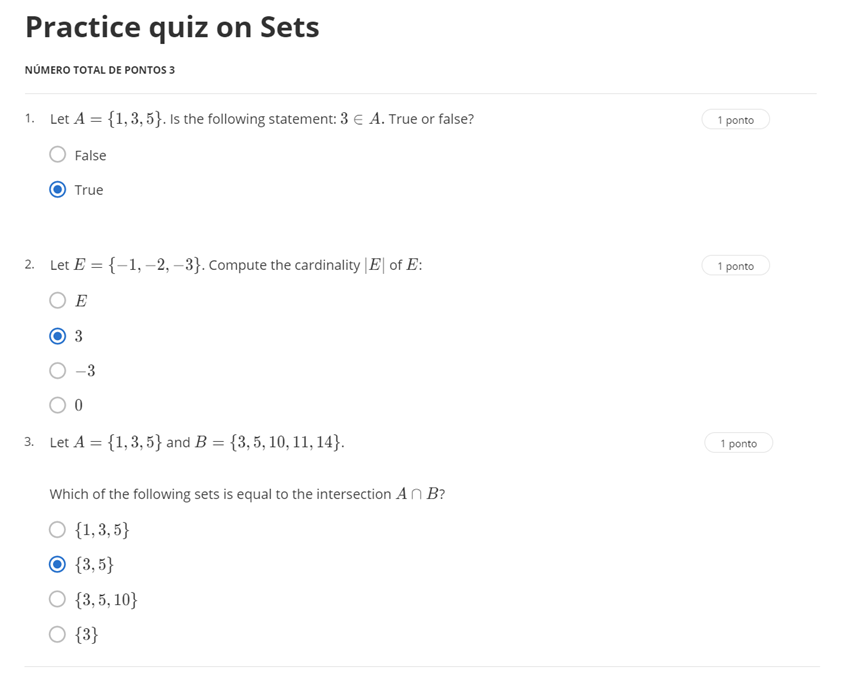 Practice quiz on Sets
NÚMERO TOTAL DE PONTOS 3
1. Let A = {1, 3, 5}. Is the following statement: 3 ∈ A. True or false? 1 ponto
False
True
2. Let E = {−1, −2, −3}. Compute the cardinality |E| of E: 1 ponto
E
3
−3
0
3. Let A = {1, 3, 5} and B = {3, 5, 10, 11, 14}. 1 ponto
Which of the following sets is equal to the intersection A ∩ B?
{1, 3, 5}
{3, 5}
{3, 5, 10}
{3}